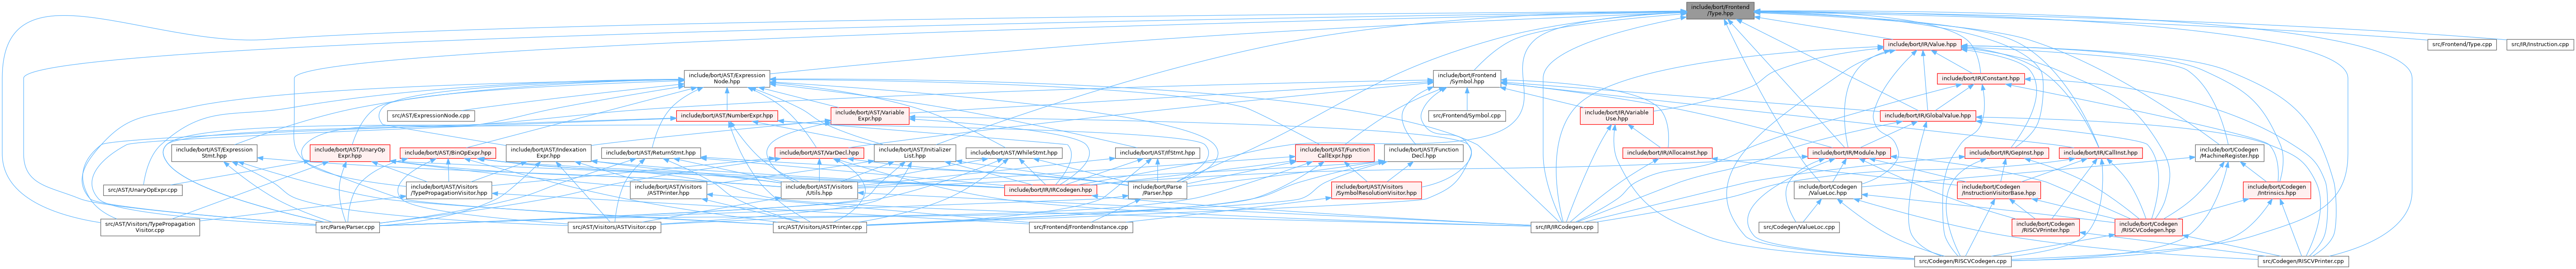 include/bort/Frontend
/Type.hpp
include/bort/IR/Value.hpp
src/Frontend/Type.cpp
src/IR/Instruction.cpp
include/bort/AST/Expression
Node.hpp
include/bort/Frontend
/Symbol.hpp
include/bort/IR/Constant.hpp
src/AST/ExpressionNode.cpp
include/bort/AST/NumberExpr.hpp
include/bort/AST/Variable
Expr.hpp
src/Frontend/Symbol.cpp
include/bort/IR/Variable
Use.hpp
include/bort/IR/GlobalValue.hpp
include/bort/AST/Expression
Stmt.hpp
include/bort/AST/UnaryOp
Expr.hpp
include/bort/AST/BinOpExpr.hpp
include/bort/AST/Indexation
Expr.hpp
include/bort/AST/ReturnStmt.hpp
include/bort/AST/VarDecl.hpp
include/bort/AST/Initializer
List.hpp
include/bort/AST/WhileStmt.hpp
include/bort/AST/IfStmt.hpp
include/bort/AST/Function
CallExpr.hpp
include/bort/AST/Function
Decl.hpp
include/bort/IR/AllocaInst.hpp
include/bort/IR/Module.hpp
include/bort/IR/GepInst.hpp
include/bort/IR/CallInst.hpp
include/bort/Codegen
/MachineRegister.hpp
src/AST/UnaryOpExpr.cpp
include/bort/AST/Visitors
/TypePropagationVisitor.hpp
include/bort/AST/Visitors
/ASTPrinter.hpp
include/bort/AST/Visitors
/Utils.hpp
include/bort/IR/IRCodegen.hpp
include/bort/Parse
/Parser.hpp
include/bort/AST/Visitors
/SymbolResolutionVisitor.hpp
include/bort/Codegen
/ValueLoc.hpp
include/bort/Codegen
/InstructionVisitorBase.hpp
include/bort/Codegen
/Intrinsics.hpp
src/AST/Visitors/TypePropagation
Visitor.cpp
src/Parse/Parser.cpp
src/AST/Visitors/ASTVisitor.cpp
src/AST/Visitors/ASTPrinter.cpp
src/Frontend/FrontendInstance.cpp
src/IR/IRCodegen.cpp
src/Codegen/ValueLoc.cpp
include/bort/Codegen
/RISCVPrinter.hpp
include/bort/Codegen
/RISCVCodegen.hpp
src/Codegen/RISCVCodegen.cpp
src/Codegen/RISCVPrinter.cpp